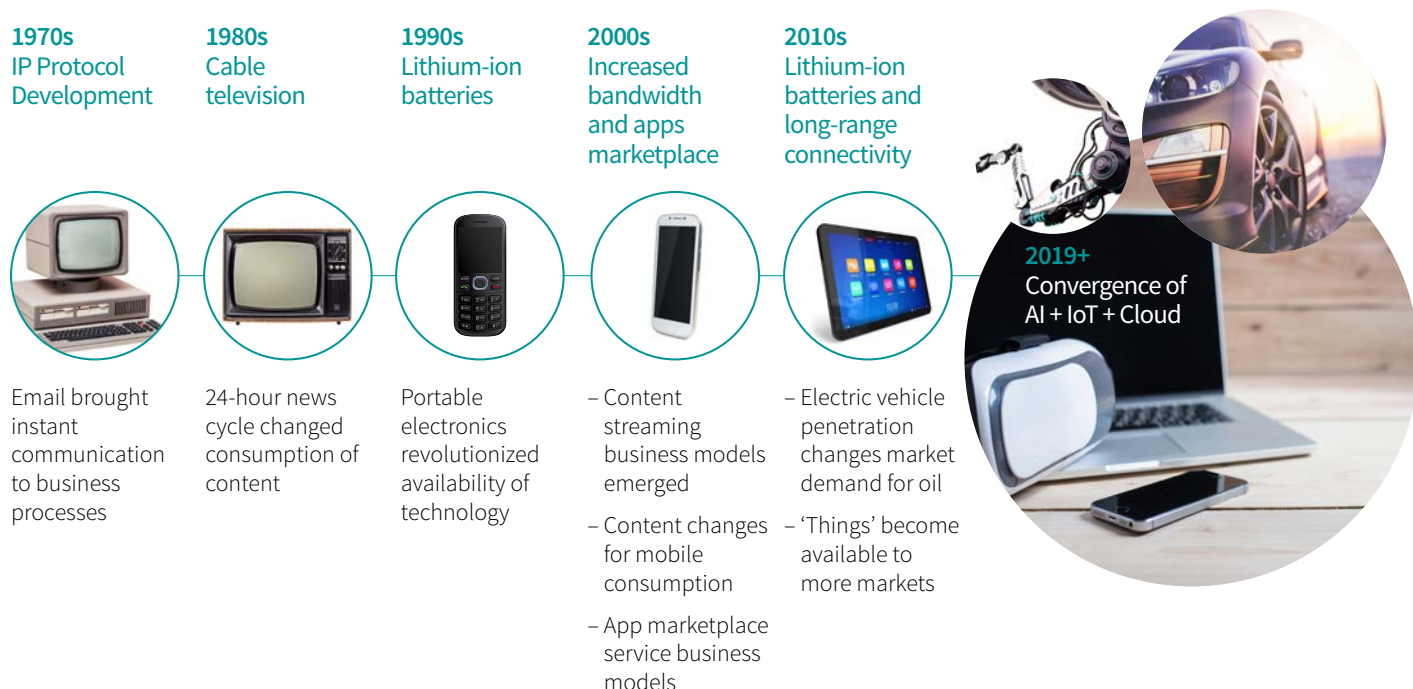 1970s
IP Protocol
Development
Email brought
instant
communication
to business
processes
1980s
Cable
television
24-hour news
cycle changed
consumption of
content
1990s
Lithium-ion
batteries
Portable
electronics
revolutionized
availability of
technology
2000s
Increased
bandwidth
and apps
marketplace
– Content
streaming
business models
emerged
– Content changes
for mobile
consumption
– App marketplace
service business
models
2010s
Lithium-ion
batteries and
long-range
connectivity
– Electric vehicle
penetration
changes market
demand for oil
– ‘Things’ become
available to
more markets
2019+
Convergence of
AI + IoT + Cloud